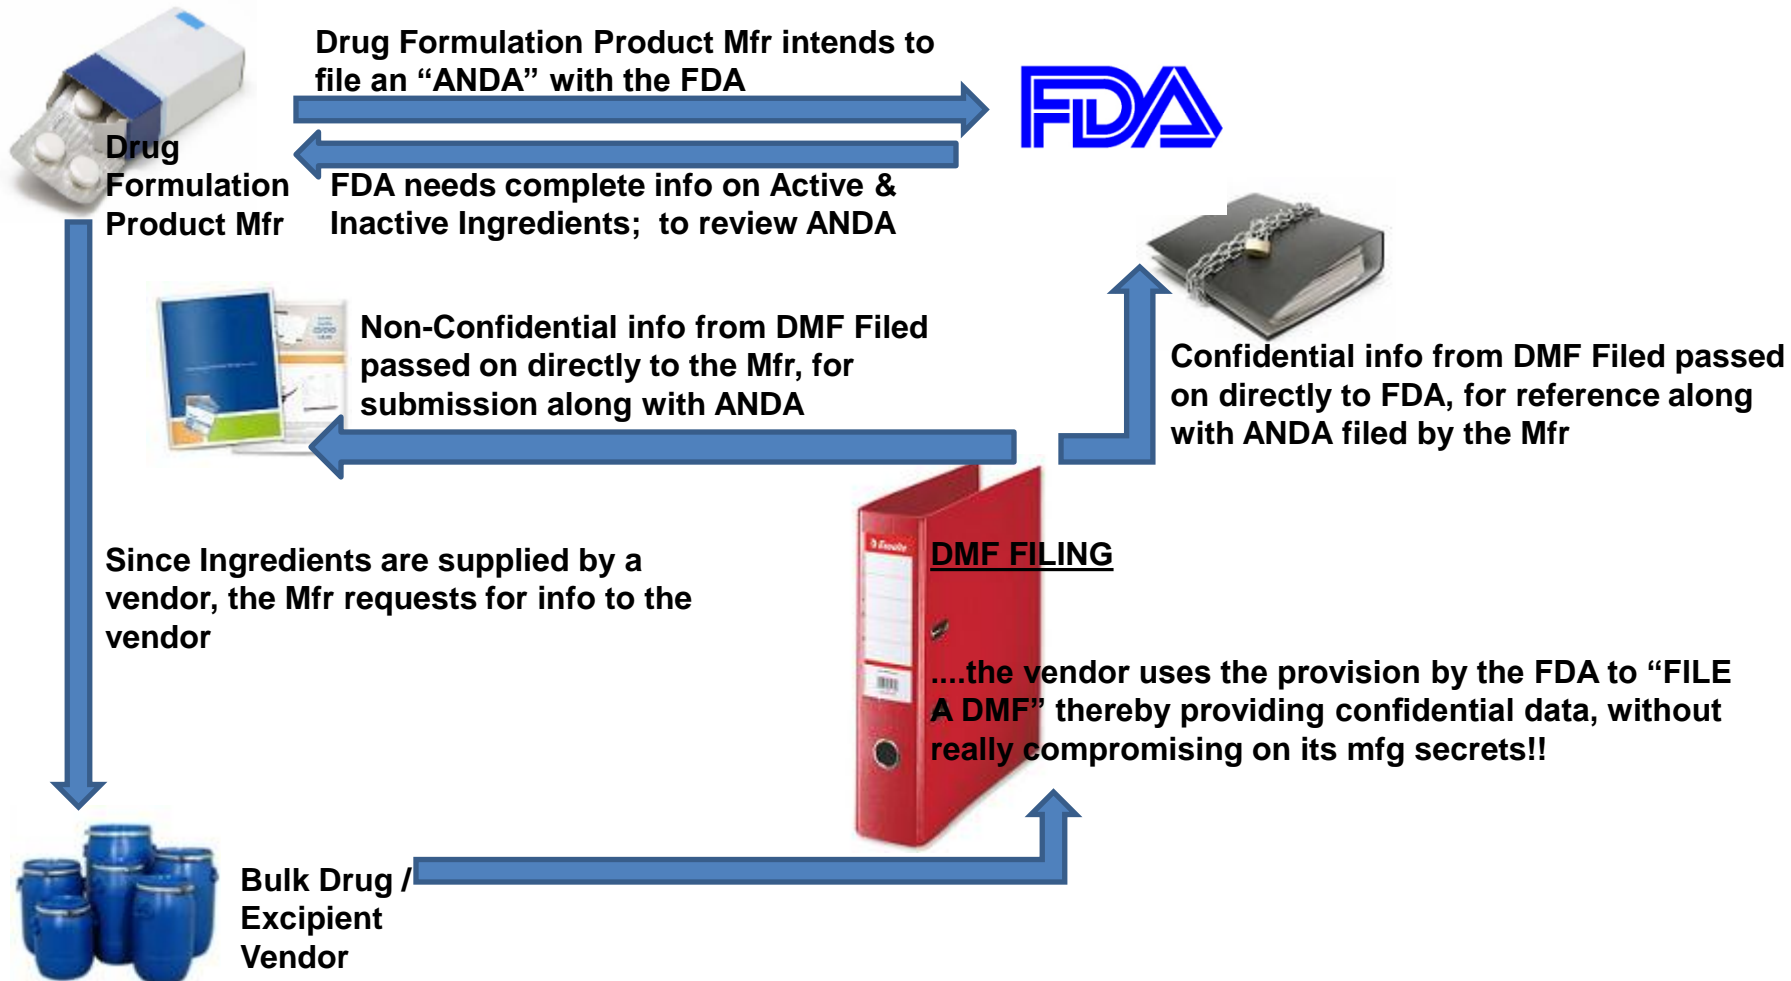 Drug Formulation Product Mfr intends to
file an “ANDA” with the FDA
FDA
Drug
Formulation
Product Mfr
FDA needs complete info on Active &
Inactive Ingredients;  to review ANDA
Non-Confidential info from DMF Filed
passed on directly to the Mfr, for
submission along with ANDA
Confidential info from DMF Filed passed
on directly to FDA, for reference along
with ANDA filed by the Mfr
Since Ingredients are supplied by a
vendor, the Mfr requests for info to the
vendor
DMF FILING
....the vendor uses the provision by the FDA to “FILE
A DMF” thereby providing confidential data, without
really compromising on its mfg secrets!!
Bulk Drug /
Excipient
Vendor